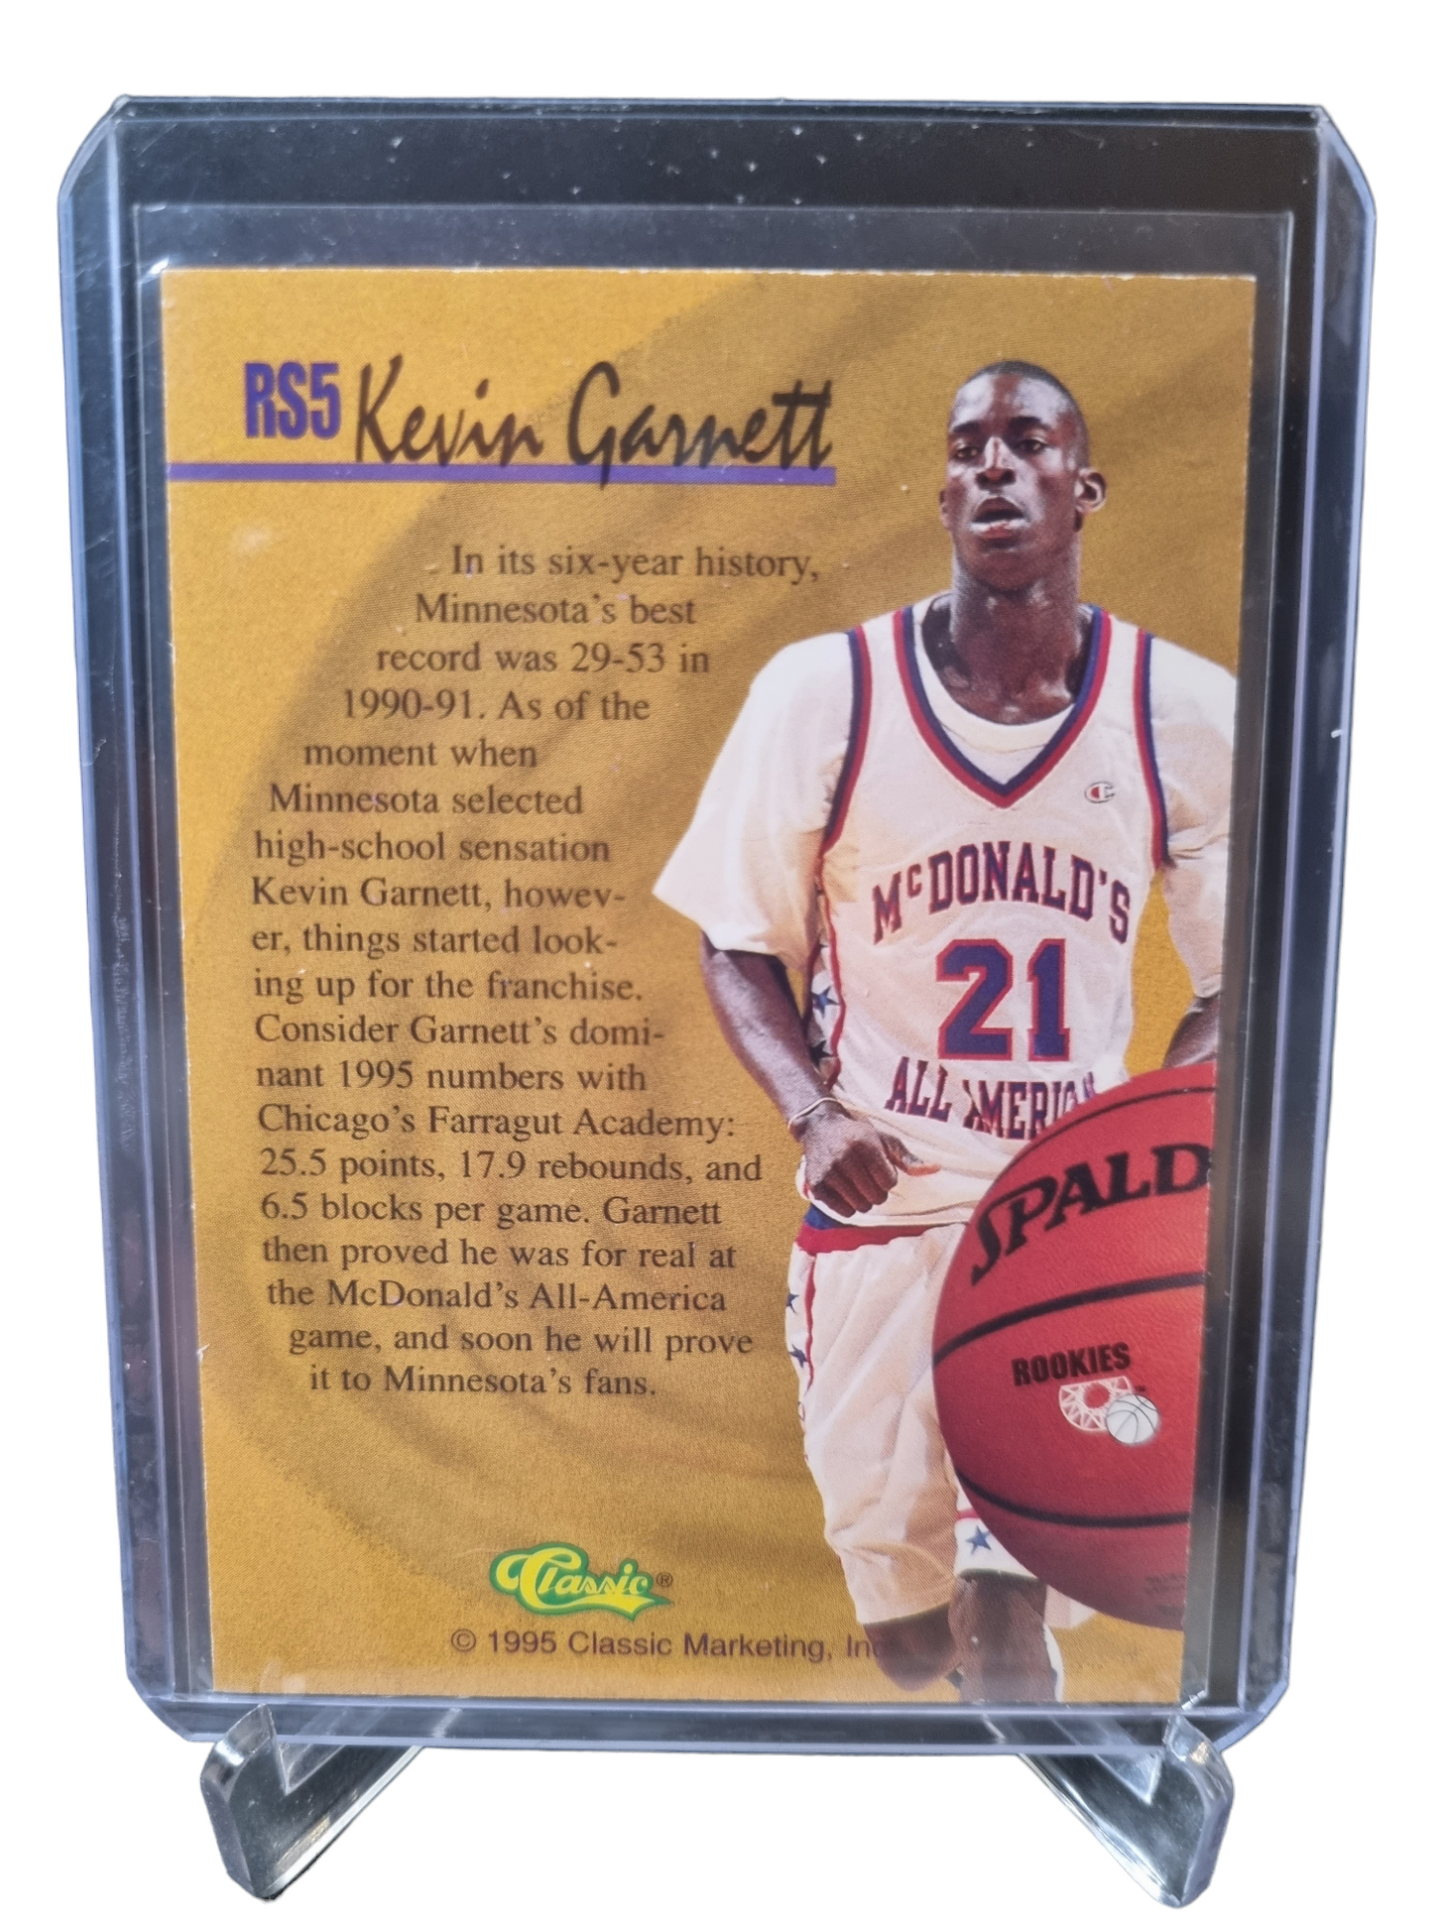 RS5 Kevin Garnett
In its six-year history,
Minnesota's best
record was 29-53 in
1990-91. As of the
moment when
Minnesota selected
high-school sensation
Kevin Garnett, howev-
er, things started look-
ing up for the franchise.
Consider Garnett's domi-
nant 1995 numbers with
Chicago's Farragut Academy:
25.5 points, 17.9 rebounds, and
6.5 blocks per game. Garnett
then proved he was for real at
the McDonald's All-America
game, and soon he will prove
it to Minnesota's fans.
Classic®
© 1995 Classic Marketing, Inc
McDONALD'S
21
ALL AMERICA
SPALD
ROOKIES